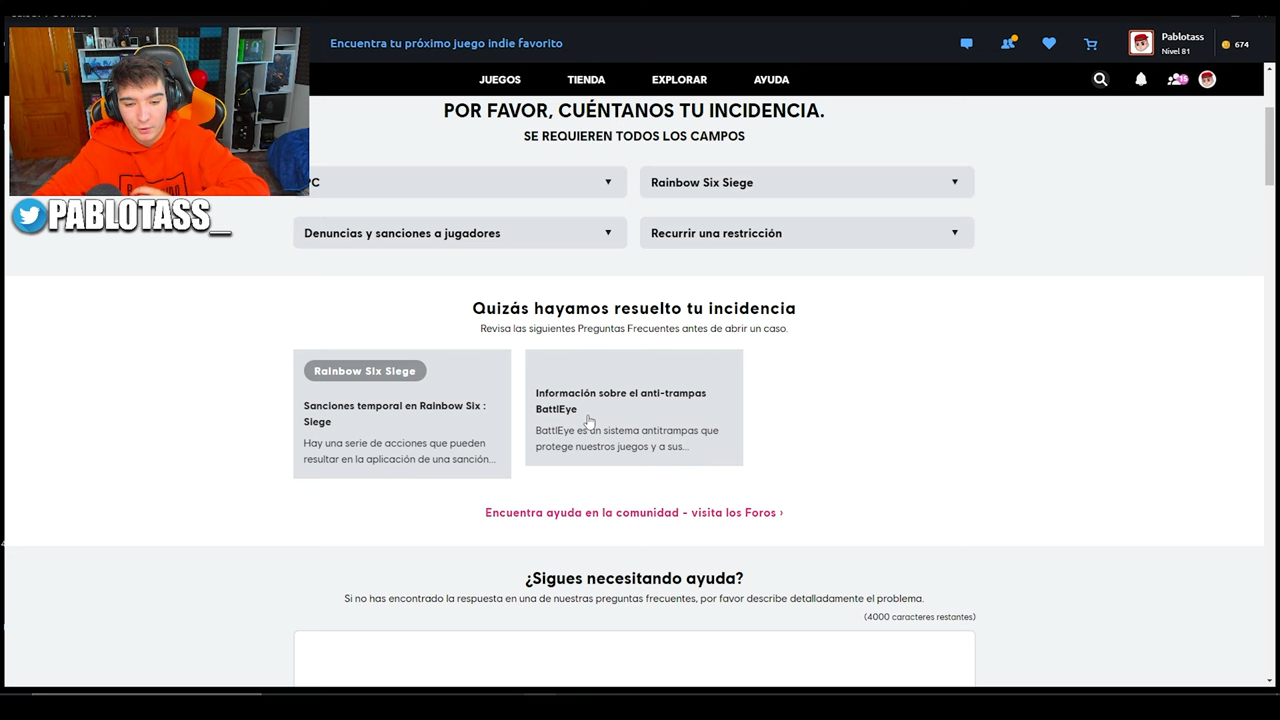 Encuentra tu próximo juego indie favorito
Pablotass
Nivel 81
674
JUEGOS
TIENDA
EXPLORAR
AYUDA
15
POR FAVOR, CUÉNTANOS TU INCIDENCIA.
SE REQUIEREN TODOS LOS CAMPOS
PC
Rainbow Six Siege
PABLOTASS_
Denuncias y sanciones a jugadores
Recurrir una restricción
Quizás hayamos resuelto tu incidencia
Revisa las siguientes Preguntas Frecuentes antes de abrir un caso.
Rainbow Six Siege
Sanciones temporal en Rainbow Six :
Siege
Hay una serie de acciones que pueden
resultar en la aplicación de una sanción...
Información sobre el anti-trampas
BattlEye
BattlEye es un sistema antitrampas que
protege nuestros juegos y a sus...
Encuentra ayuda en la comunidad - visita los Foros ›
¿Sigues necesitando ayuda?
Si no has encontrado la respuesta en una de nuestras preguntas frecuentes, por favor describe detalladamente el problema.
(4000 caracteres restantes)